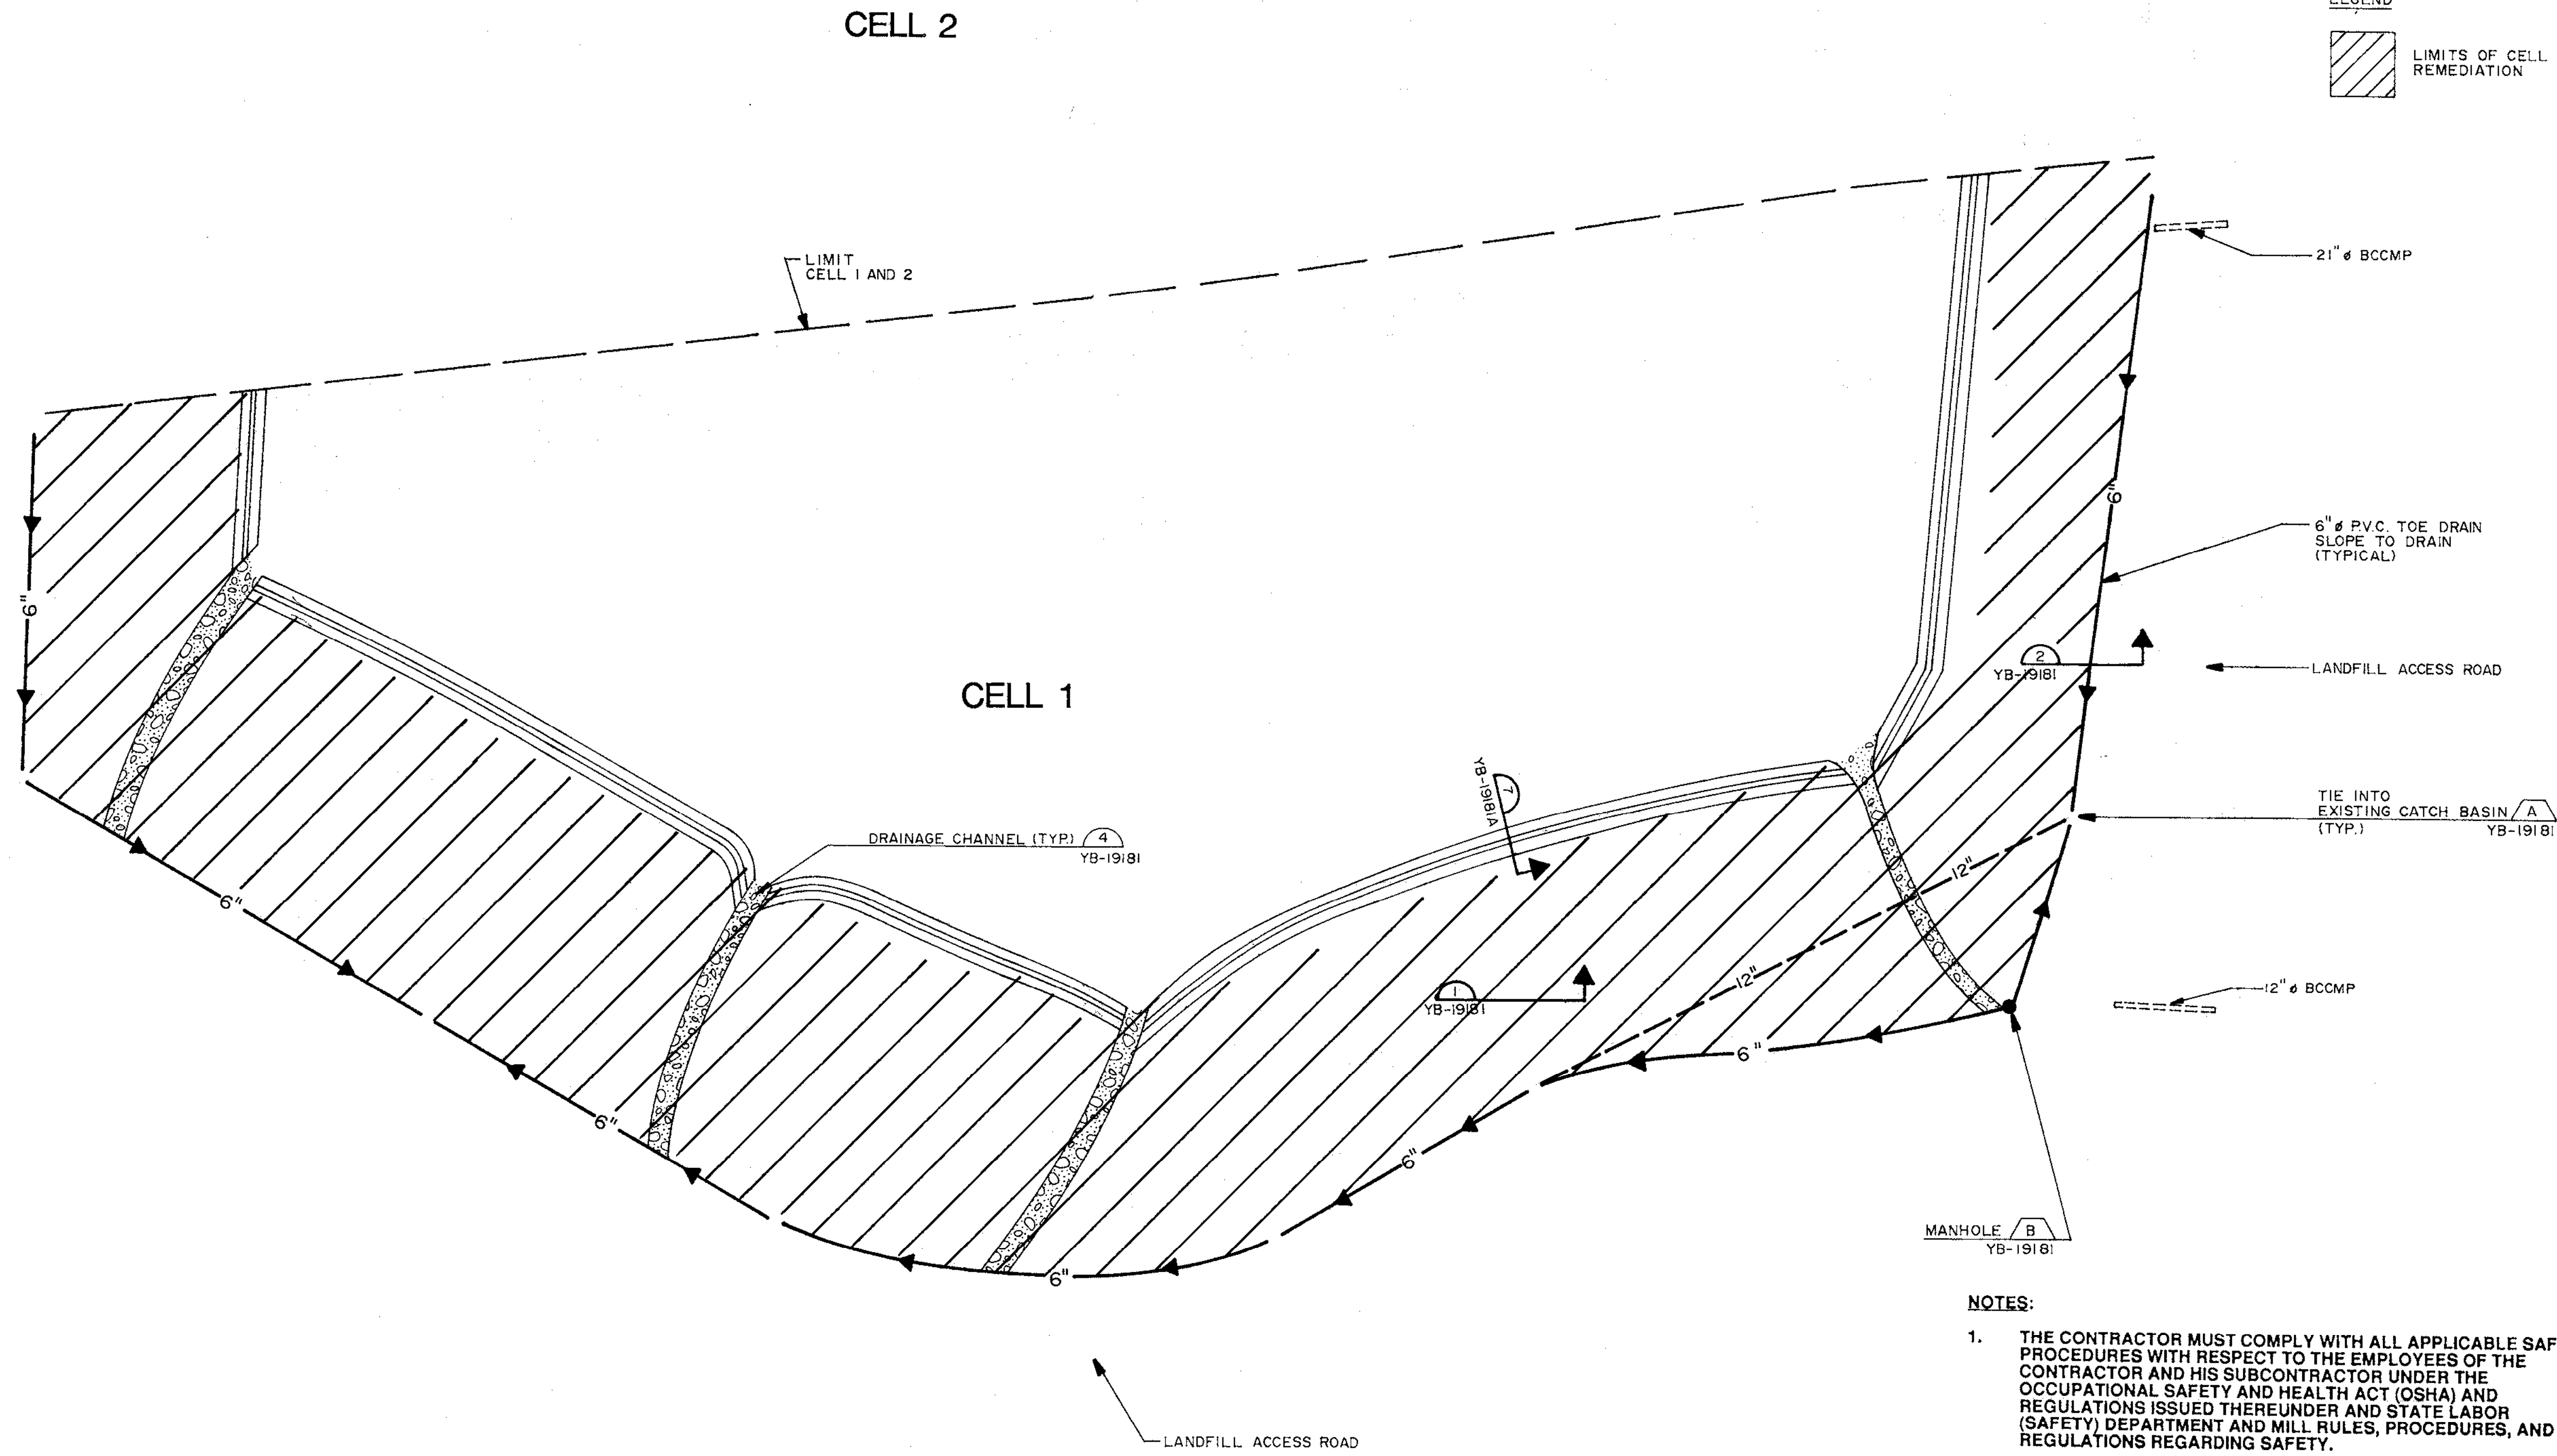 CELL 2
LEGEND
LIMITS OF CELL
REMEDIATION
LIMIT
CELL 1 AND 2
21" ø BCCMP
6"
6" ø P.V.C. TOE DRAIN
SLOPE TO DRAIN
(TYPICAL)
6"
2
YB-19181
LANDFILL ACCESS ROAD
CELL 1
7
YB-19181A
TIE INTO
EXISTING CATCH BASIN A
(TYP.) YB-19181
DRAINAGE CHANNEL (TYP.) 4
YB-19181
12"
6"
12"
1
YB-19181
12" ø BCCMP
6"
6"
6"
6"
MANHOLE B
YB-19181
NOTES:
1. THE CONTRACTOR MUST COMPLY WITH ALL APPLICABLE SAF
PROCEDURES WITH RESPECT TO THE EMPLOYEES OF THE
CONTRACTOR AND HIS SUBCONTRACTOR UNDER THE
OCCUPATIONAL SAFETY AND HEALTH ACT (OSHA) AND
REGULATIONS ISSUED THEREUNDER AND STATE LABOR
(SAFETY) DEPARTMENT AND MILL RULES, PROCEDURES, AND
REGULATIONS REGARDING SAFETY.
LANDFILL ACCESS ROAD